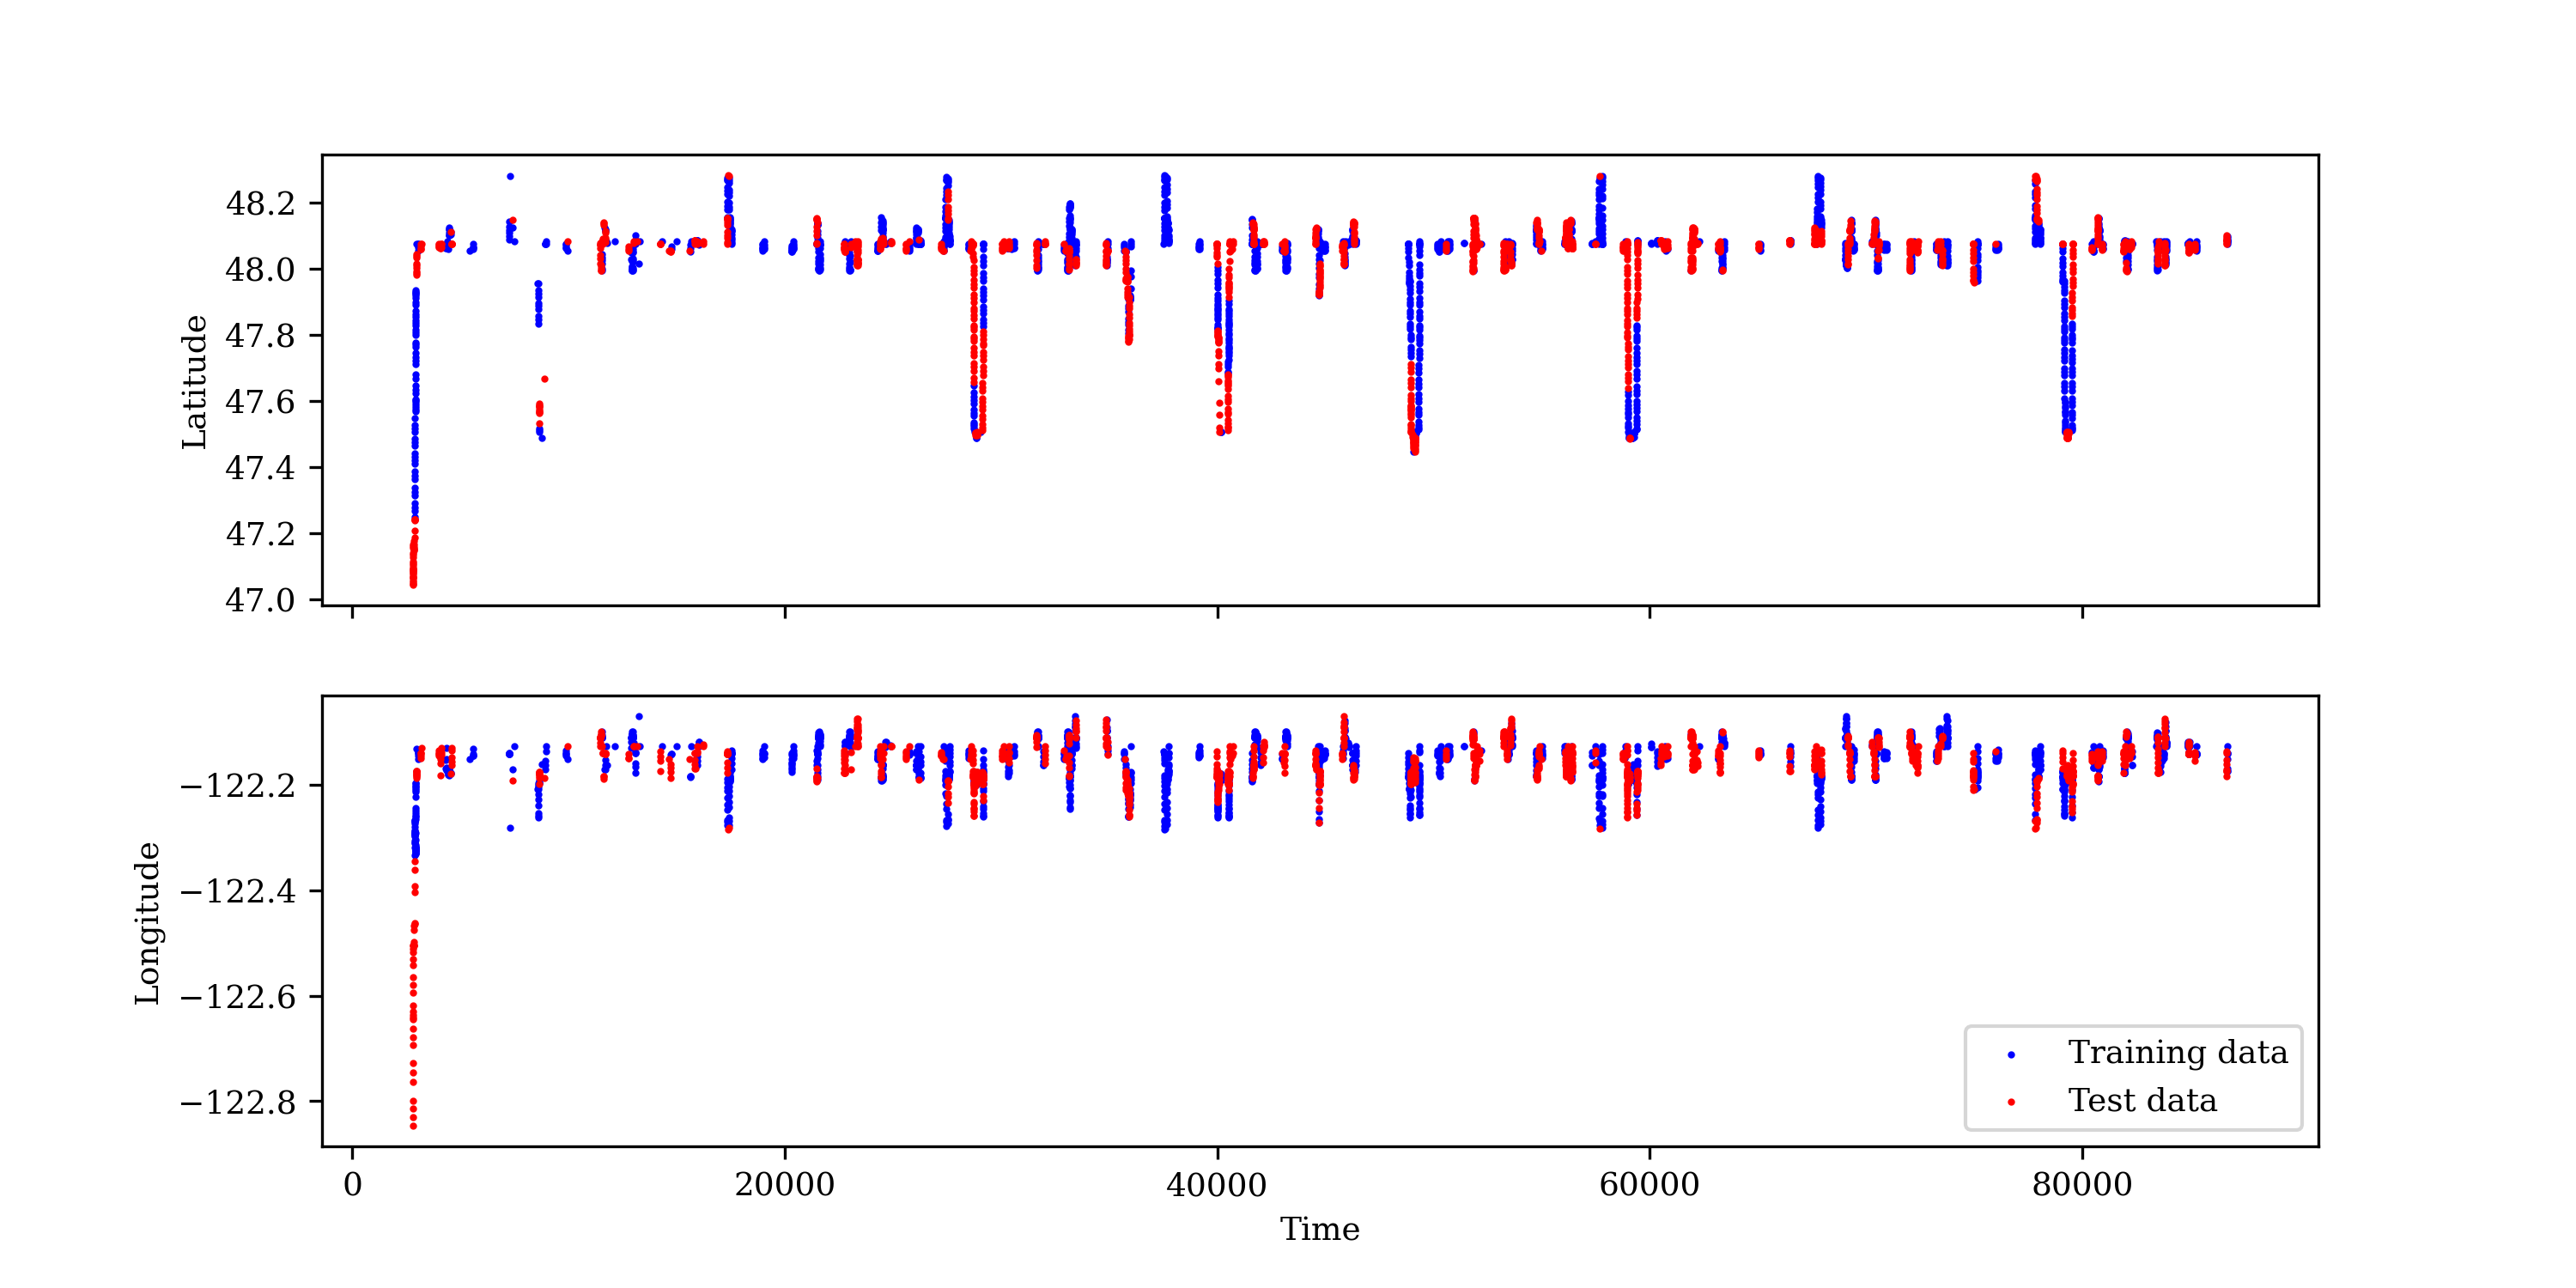 48.2
48.0
47.8
47.6
47.4
47.2
47.0
Latitude
−122.2
−122.4
−122.6
−122.8
Longitude
Training data
Test data
0 20000 40000 60000 80000
Time